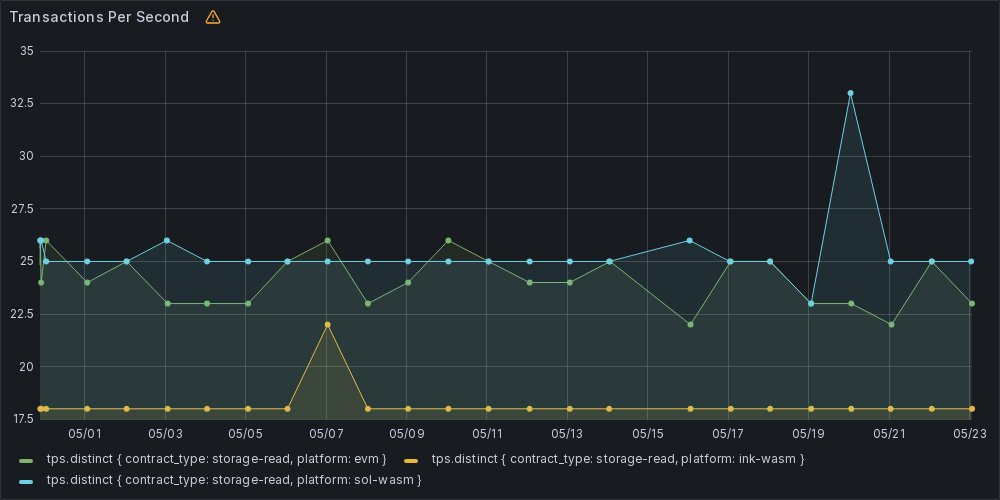 Transactions Per Second
35
32.5
30
27.5
25
22.5
20
17.5
05/01 05/03 05/05 05/07 05/09 05/11 05/13 05/15 05/17 05/19 05/21 05/23
tps.distinct { contract_type: storage-read, platform: evm } tps.distinct { contract_type: storage-read, platform: ink-wasm }
tps.distinct { contract_type: storage-read, platform: sol-wasm }